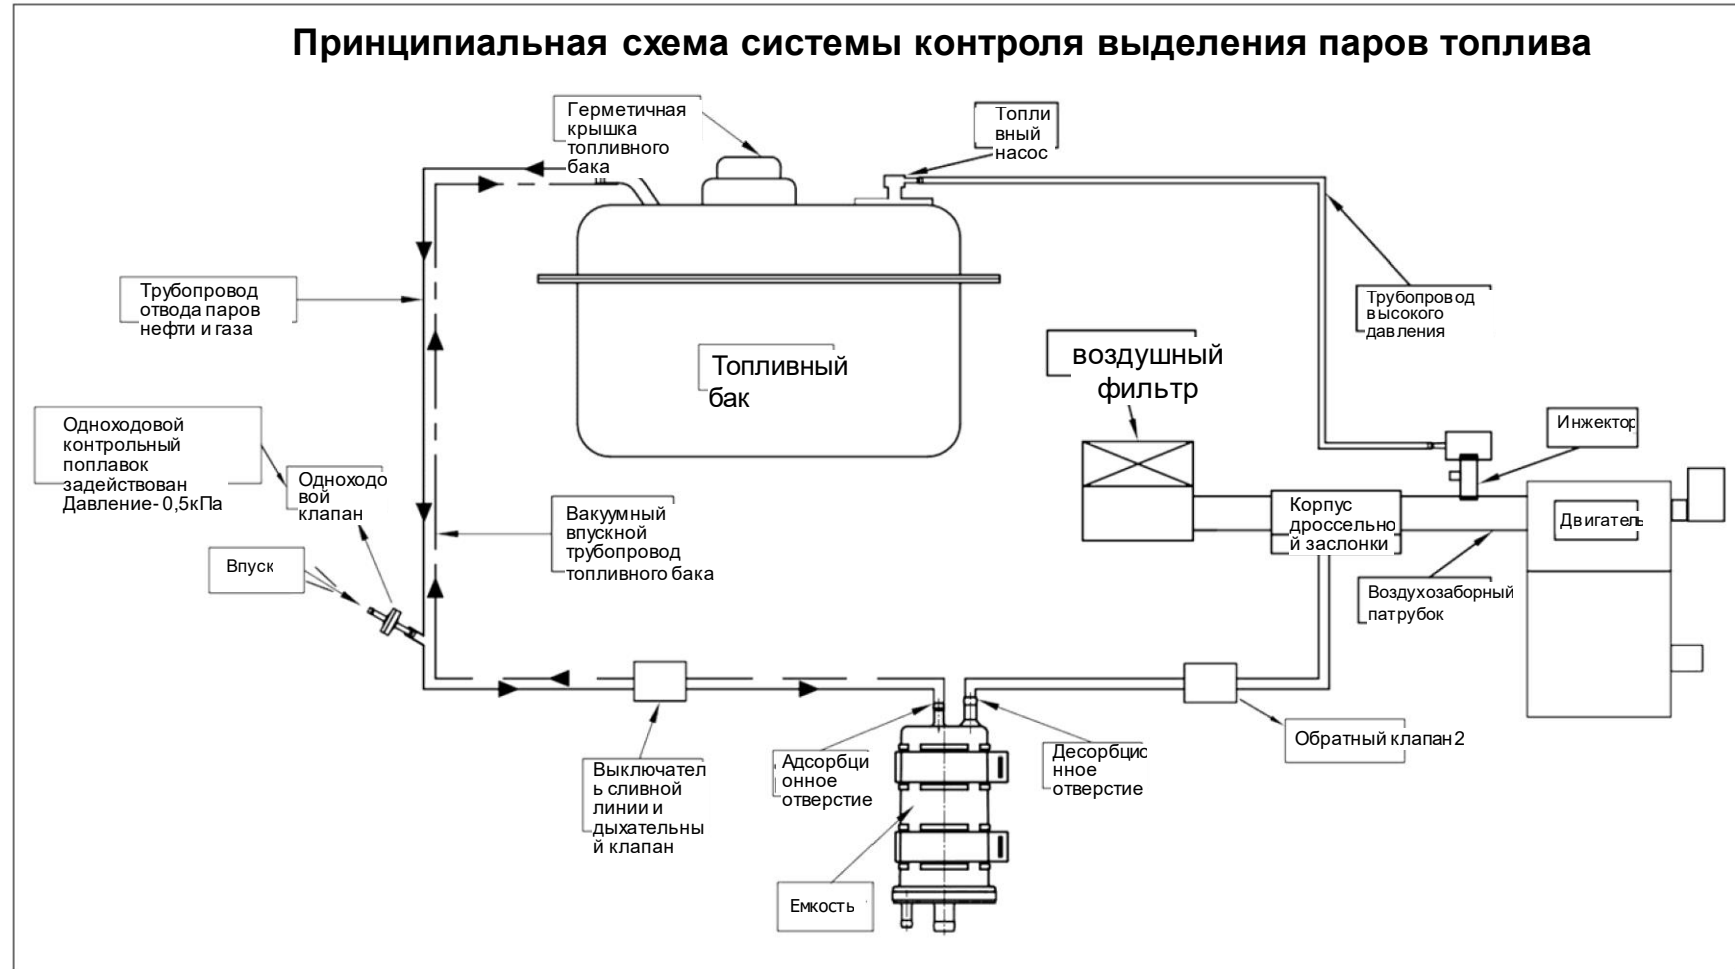 Принципиальная схема системы контроля выделения паров топлива
Герметичная
крышка
топливного
бака
Топли
вный
насос
Трубопровод
отвода паров
нефти и газа
Трубопровод
высокого
давления
воздушный
фильтр
Топливный
бак
Одноходовой
контрольный
поплавок
задействован
Давление- 0,5кПа
Одноходо
вой
клапан
Инжектор
Вакуумный
впускной
трубопровод
топливного бака
Корпус
дроссельно
й заслонки
Двигатель
Впуск
Воздухозаборный
патрубок
Обратный клапан2
Выключател
ь сливной
линии и
дыхательны
й клапан
Адсорбци
онное
отверстие
Десорбцио
нное
отверстие
Емкость